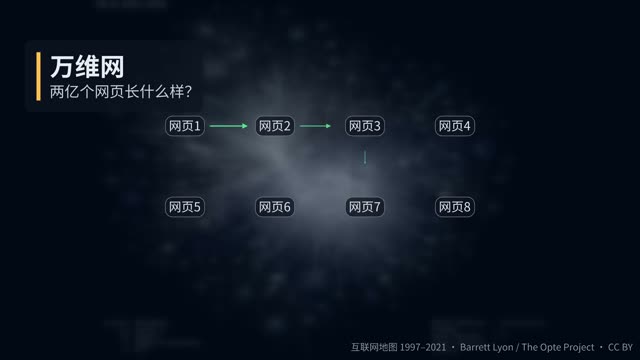 万维网
两亿个网页长什么样?
网页1
网页2
网页3
网页4
网页5
网页6
网页7
网页8
互联网地图 1997–2021 · Barrett Lyon / The Opte Project · CC BY